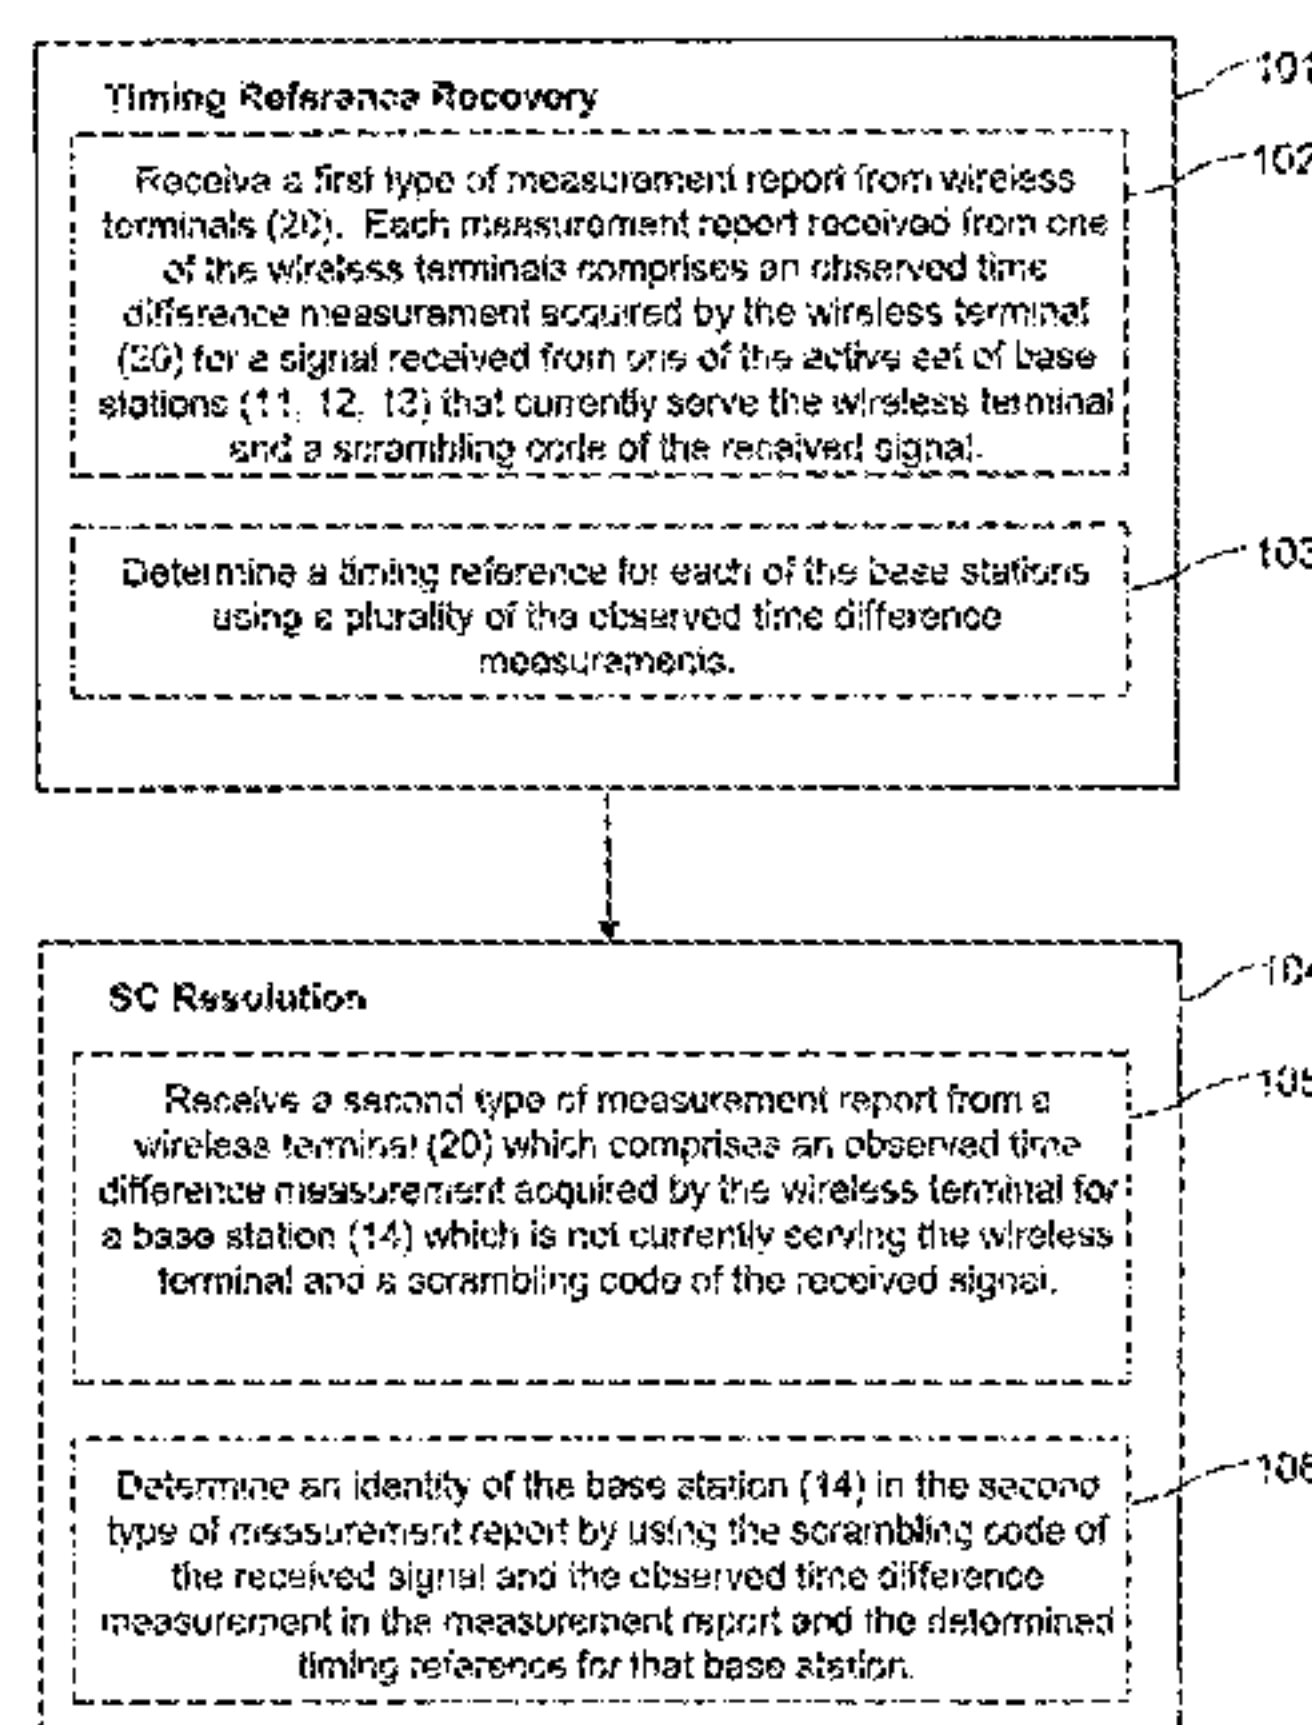 Timing Reference Recovery
101
102
Receive a first type of measurement report from wireless
terminals (20). Each measurement report received from one
of the wireless terminals comprises an observed time
difference measurement acquired by the wireless terminal
(20) for a signal received from one of the active set of base
stations (11, 12, 13) that currently serve the wireless terminal
and a scrambling code of the received signal.
103
Determine a timing reference for each of the base stations
using a plurality of the observed time difference
measurements.
104
SC Resolution
105
Receive a second type of measurement report from a
wireless terminal (20) which comprises an observed time
difference measurement acquired by the wireless terminal for
a base station (14) which is not currently serving the wireless
terminal and a scrambling code of the received signal.
106
Determine an identity of the base station (14) in the second
type of measurement report by using the scrambling code of
the received signal and the observed time difference
measurement in the measurement report and the determined
timing reference for that base station.